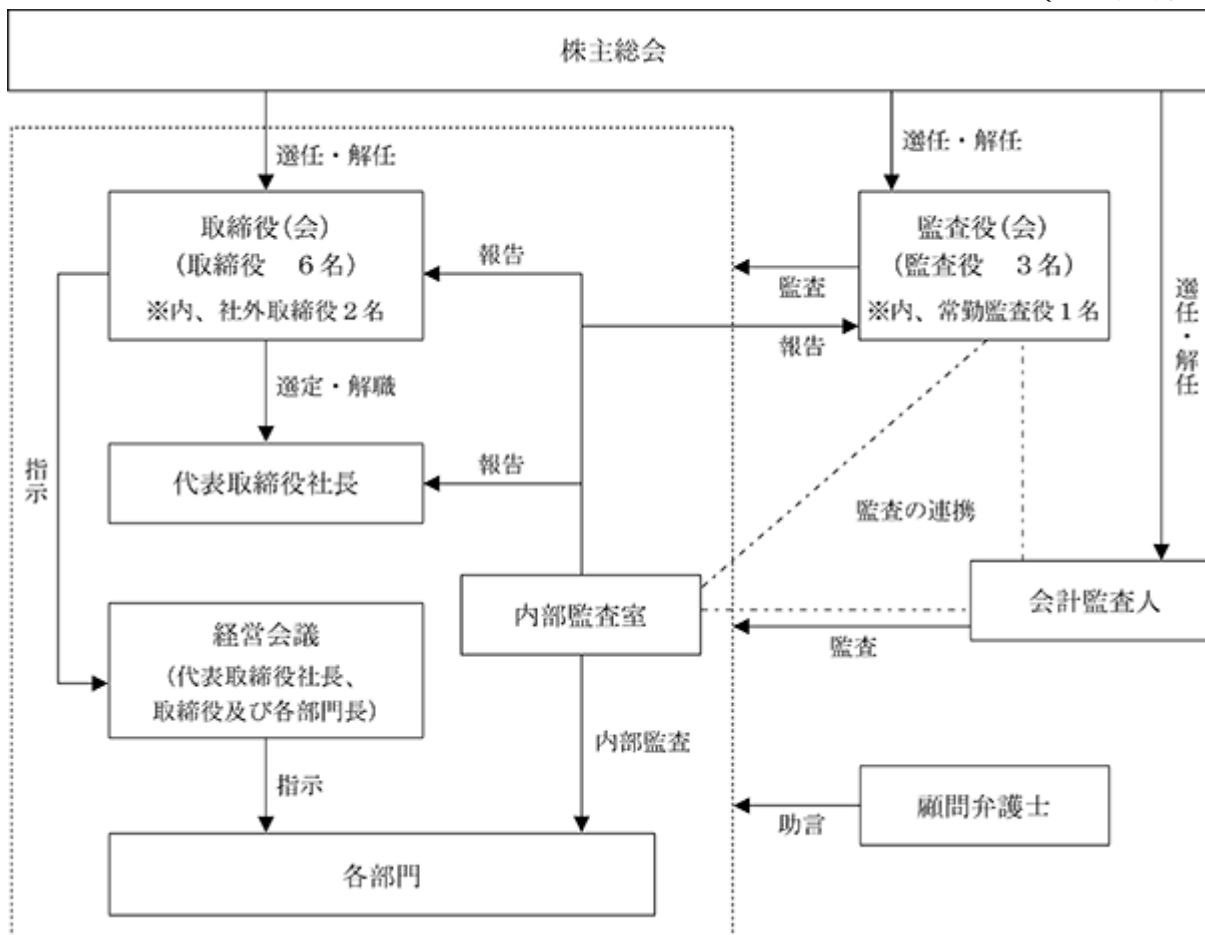 株主総会
選任・解任
選任・解任
選任・解任
取締役(会)
(取締役　６名)
※内、社外取締役２名
報告
監査役(会)
(監査役　３名)
※内、常勤監査役１名
監査
報告
選定・解職
指示
代表取締役社長
報告
監査の連携
内部監査室
会計監査人
監査
経営会議
(代表取締役社長、
取締役及び各部門長)
指示
内部監査
顧問弁護士
助言
各部門